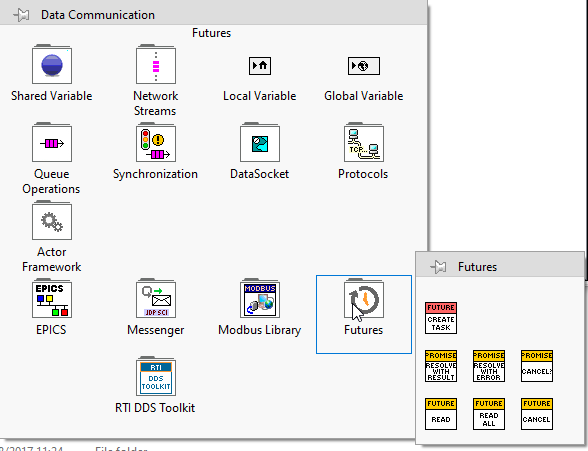 Data Communication
Futures
Shared Variable
Network
Streams
Local Variable
Global Variable
Queue
Operations
Synchronization
DataSocket
TCP...
Protocols
Actor
Framework
EPICS
EPICS
JDP SCI
Messenger
MODBUS
Modbus Library
Futures
RTI
DDS
TOOLKIT
RTI DDS Toolkit
Futures
FUTURE
CREATE
TASK
PROMISE
RESOLVE
WITH
RESULT
PROMISE
RESOLVE
WITH
ERROR
PROMISE
CANCEL?
FUTURE
READ
FUTURE
READ
ALL
FUTURE
CANCEL
/2017 11:24
File folder